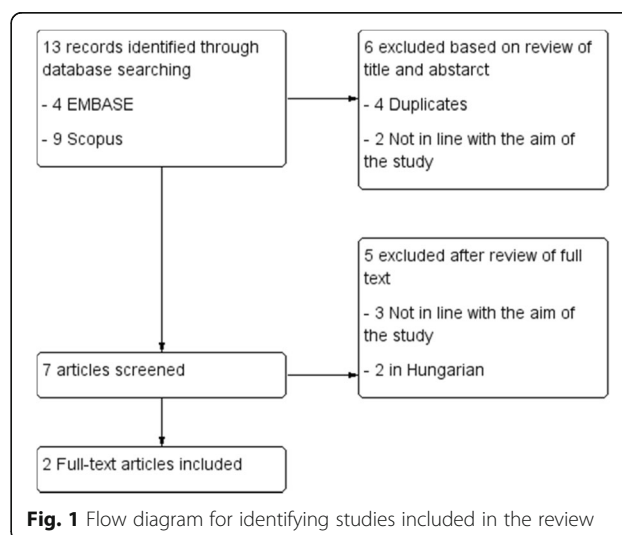 13 records identified through
database searching
- 4 EMBASE
- 9 Scopus
6 excluded based on review of
title and abstarct
- 4 Duplicates
- 2 Not in line with the aim of
the study
5 excluded after review of full
text
- 3 Not in line with the aim of
the study
- 2 in Hungarian
7 articles screened
2 Full-text articles included
Fig. 1 Flow diagram for identifying studies included in the review